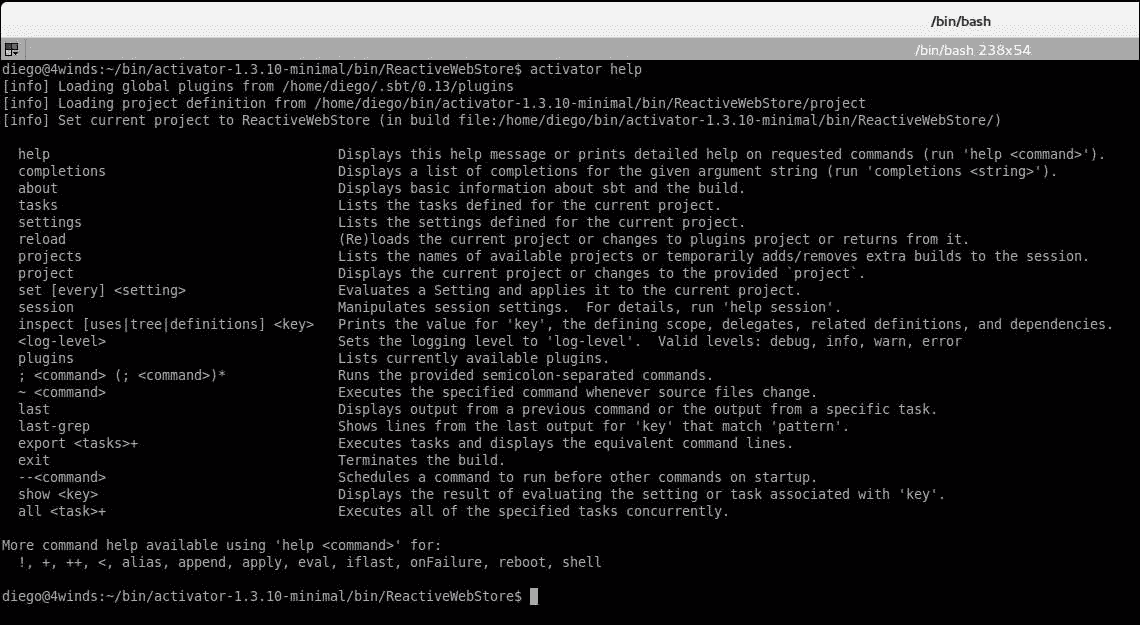 /bin/bash
/bin/bash 238x54
diego@4winds:~/bin/activator-1.3.10-minimal/bin/ReactiveWebStore$ activator help
[info] Loading global plugins from /home/diego/.sbt/0.13/plugins
[info] Loading project definition from /home/diego/bin/activator-1.3.10-minimal/bin/ReactiveWebStore/project
[info] Set current project to ReactiveWebStore (in build file:/home/diego/bin/activator-1.3.10-minimal/bin/ReactiveWebStore/)
help Displays this help message or prints detailed help on requested commands (run 'help <command>').
completions Displays a list of completions for the given argument string (run 'completions <string>').
about Displays basic information about sbt and the build.
tasks Lists the tasks defined for the current project.
settings Lists the settings defined for the current project.
reload (Re)loads the current project or changes to plugins project or returns from it.
projects Lists the names of available projects or temporarily adds/removes extra builds to the session.
project Displays the current project or changes to the provided `project`.
set [every] <setting> Evaluates a Setting and applies it to the current project.
session Manipulates session settings.  For details, run 'help session'.
inspect [uses|tree|definitions] <key> Prints the value for 'key', the defining scope, delegates, related definitions, and dependencies.
<log-level> Sets the logging level to 'log-level'.  Valid levels: debug, info, warn, error
plugins Lists currently available plugins.
; <command> (; <command>)* Runs the provided semicolon-separated commands.
~ <command> Executes the specified command whenever source files change.
last Displays output from a previous command or the output from a specific task.
last-grep Shows lines from the last output for 'key' that match 'pattern'.
export <tasks>+ Executes tasks and displays the equivalent command lines.
exit Terminates the build.
--<command> Schedules a command to run before other commands on startup.
show <key> Displays the result of evaluating the setting or task associated with 'key'.
all <task>+ Executes all of the specified tasks concurrently.
More command help available using 'help <command>' for:
!, +, ++, <, alias, append, apply, eval, iflast, onFailure, reboot, shell
diego@4winds:~/bin/activator-1.3.10-minimal/bin/ReactiveWebStore$